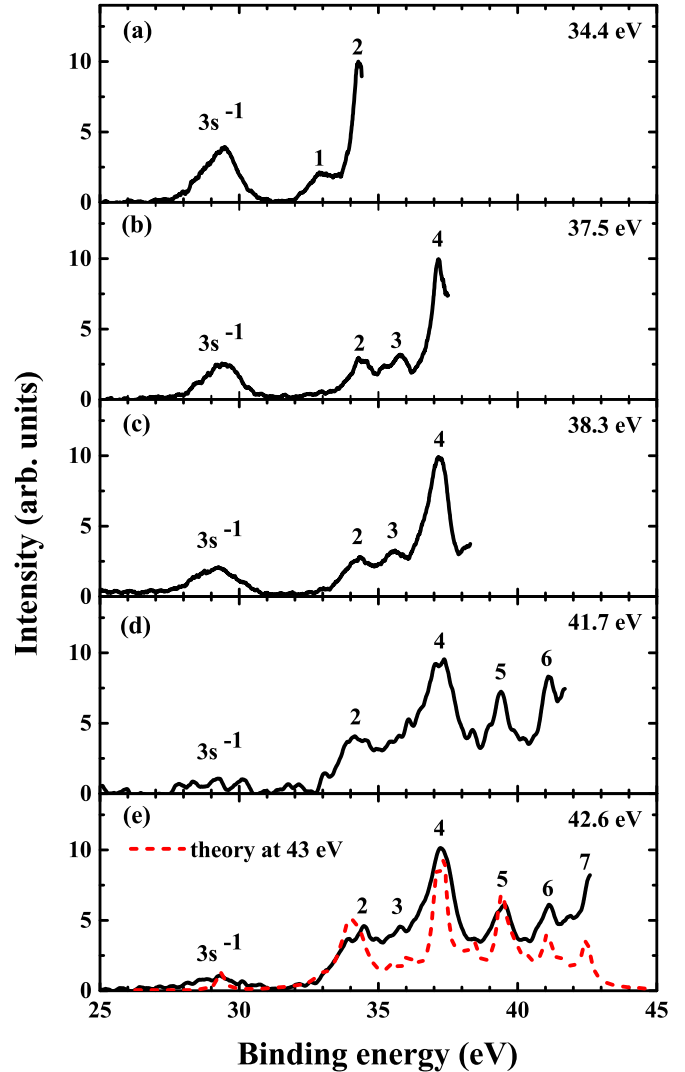 (a) 34.4 eV
2
10
3s -1
5
1
0
(b) 37.5 eV
4
10
3s -1
5
2 3
0
(c) 38.3 eV
4
10
3s -1
5
2 3
0
(d) 41.7 eV
4
10
6
5
5
2
3s -1
0
(e) 42.6 eV
4
10
theory at 43 eV
7
5
2 3
6
5
3s -1
0
25 30 35 40 45
Binding energy (eV)
Intensity (arb. units)